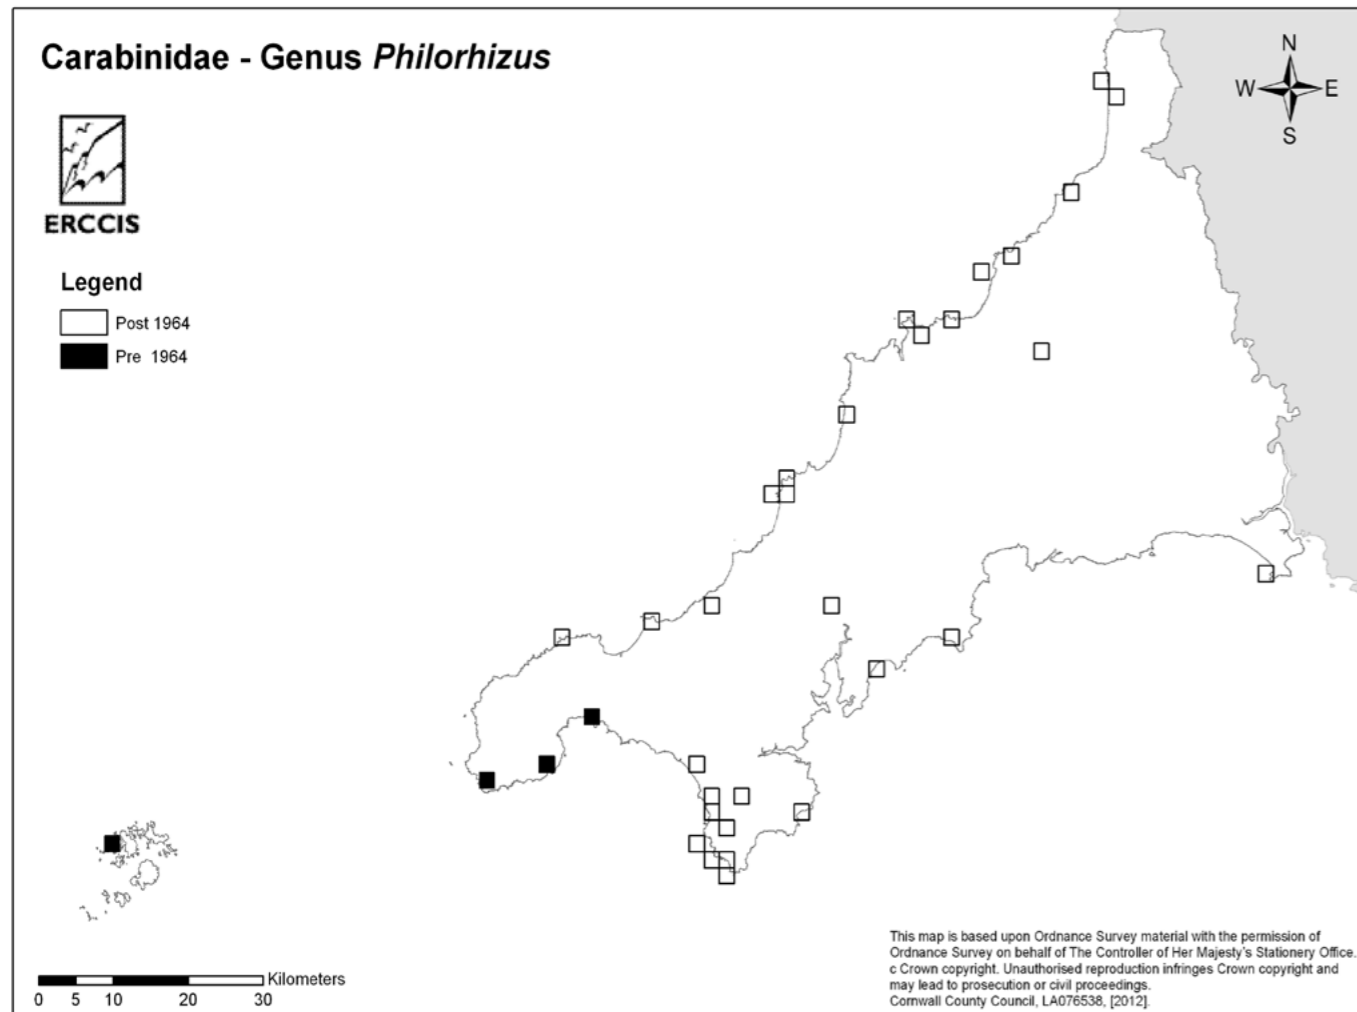 Carabinidae - Genus Philorhizus
N
W E
S
ERCCIS
Legend
Post 1964
Pre 1964
This map is based upon Ordnance Survey material with the permission of
Ordnance Survey on behalf of The Controller of Her Majesty's Stationery Office.
c Crown copyright. Unauthorised reproduction infringes Crown copyright and
may lead to prosecution or civil proceedings.
Cornwall County Council, LA076538, [2012].
Kilometers
0 5 10 20 30